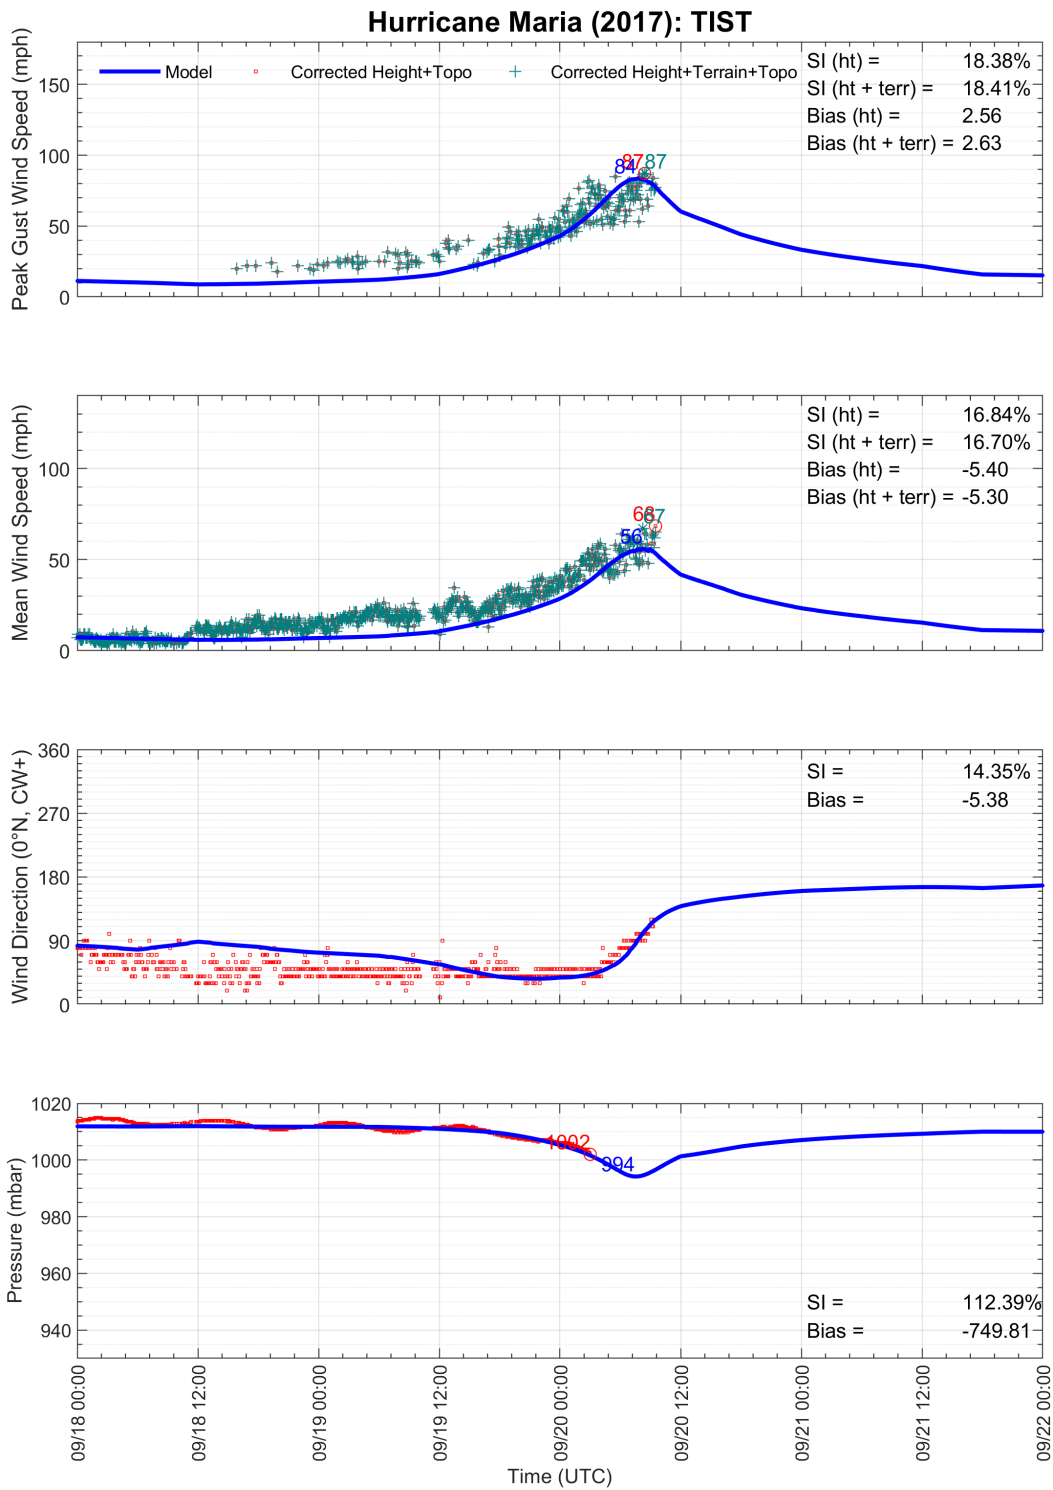 Hurricane Maria (2017): TIST
Peak Gust Wind Speed (mph)
150
100
50
0
Model
Corrected Height+Topo
Corrected Height+Terrain+Topo
SI (ht) = 18.38%
SI (ht + terr) = 18.41%
Bias (ht) = 2.56
Bias (ht + terr) = 2.63
84
87
87
Mean Wind Speed (mph)
100
50
0
SI (ht) = 16.84%
SI (ht + terr) = 16.70%
Bias (ht) = -5.40
Bias (ht + terr) = -5.30
56
67
Wind Direction (0°N, CW+)
360
270
180
90
0
SI = 14.35%
Bias = -5.38
Pressure (mbar)
1020
1000
980
960
940
1002
994
SI = 112.39%
Bias = -749.81
09/18 00:00
09/18 12:00
09/19 00:00
09/19 12:00
09/20 00:00
09/20 12:00
09/21 00:00
09/21 12:00
09/22 00:00
Time (UTC)